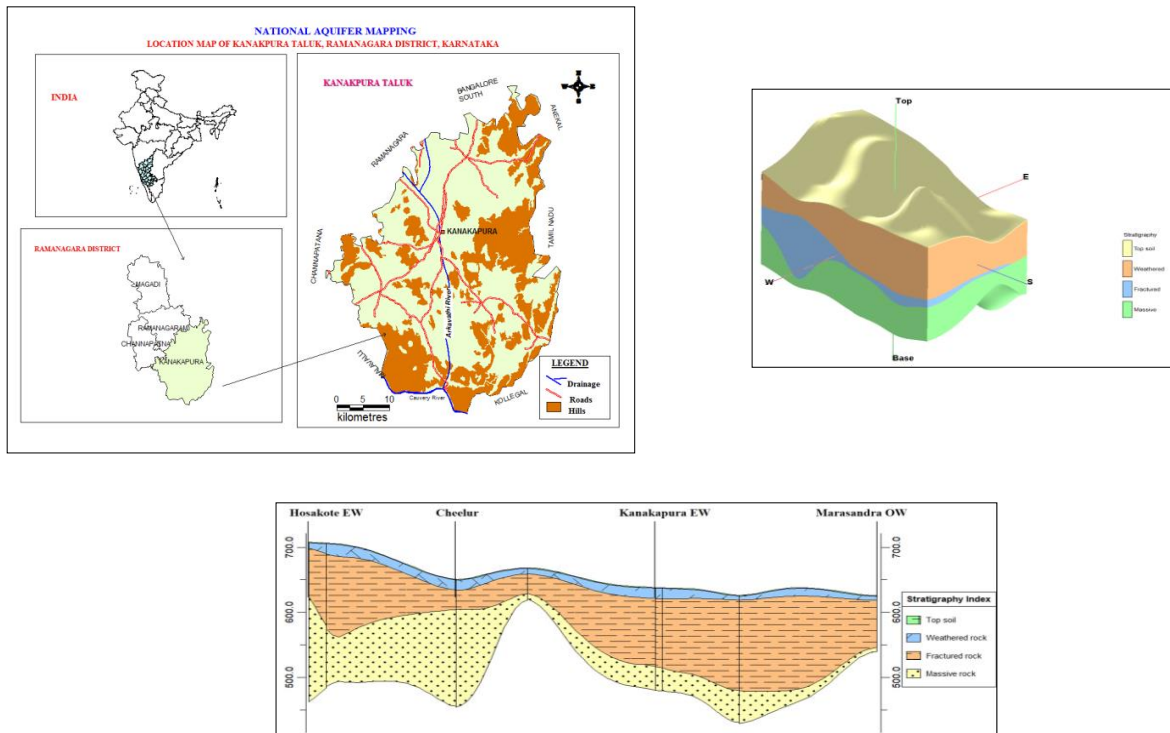 NATIONAL AQUIFER MAPPING
LOCATION MAP OF KANAKPURA TALUK, RAMANAGARA DISTRICT, KARNATAKA
INDIA
RAMANAGARA DISTRICT
MAGADI
RAMANAGARAM
CHANNAPATNA
KANAKAPURA
KANAKPURA TALUK
BANGALORE
SOUTH
ANEKAL
RAMANAGARA
TAMIL NADU
CHANNAPATANA
KANAKAPURA
Arkavathi River
MALAVALLI
Cauvery River
KOLLEGAL
0 5 10
kilometres
LEGEND
Drainage
Roads
Hills
Top
E
W
S
Base
Stratigraphy
Top soil
Weathered
Fractured
Massive
Hosakote EW
Cheelur
Kanakapura EW
Marasandra OW
700.0
600.0
500.0
700.0
600.0
500.0
Stratigraphy Index
Top soil
Weathered rock
Fractured rock
Massive rock